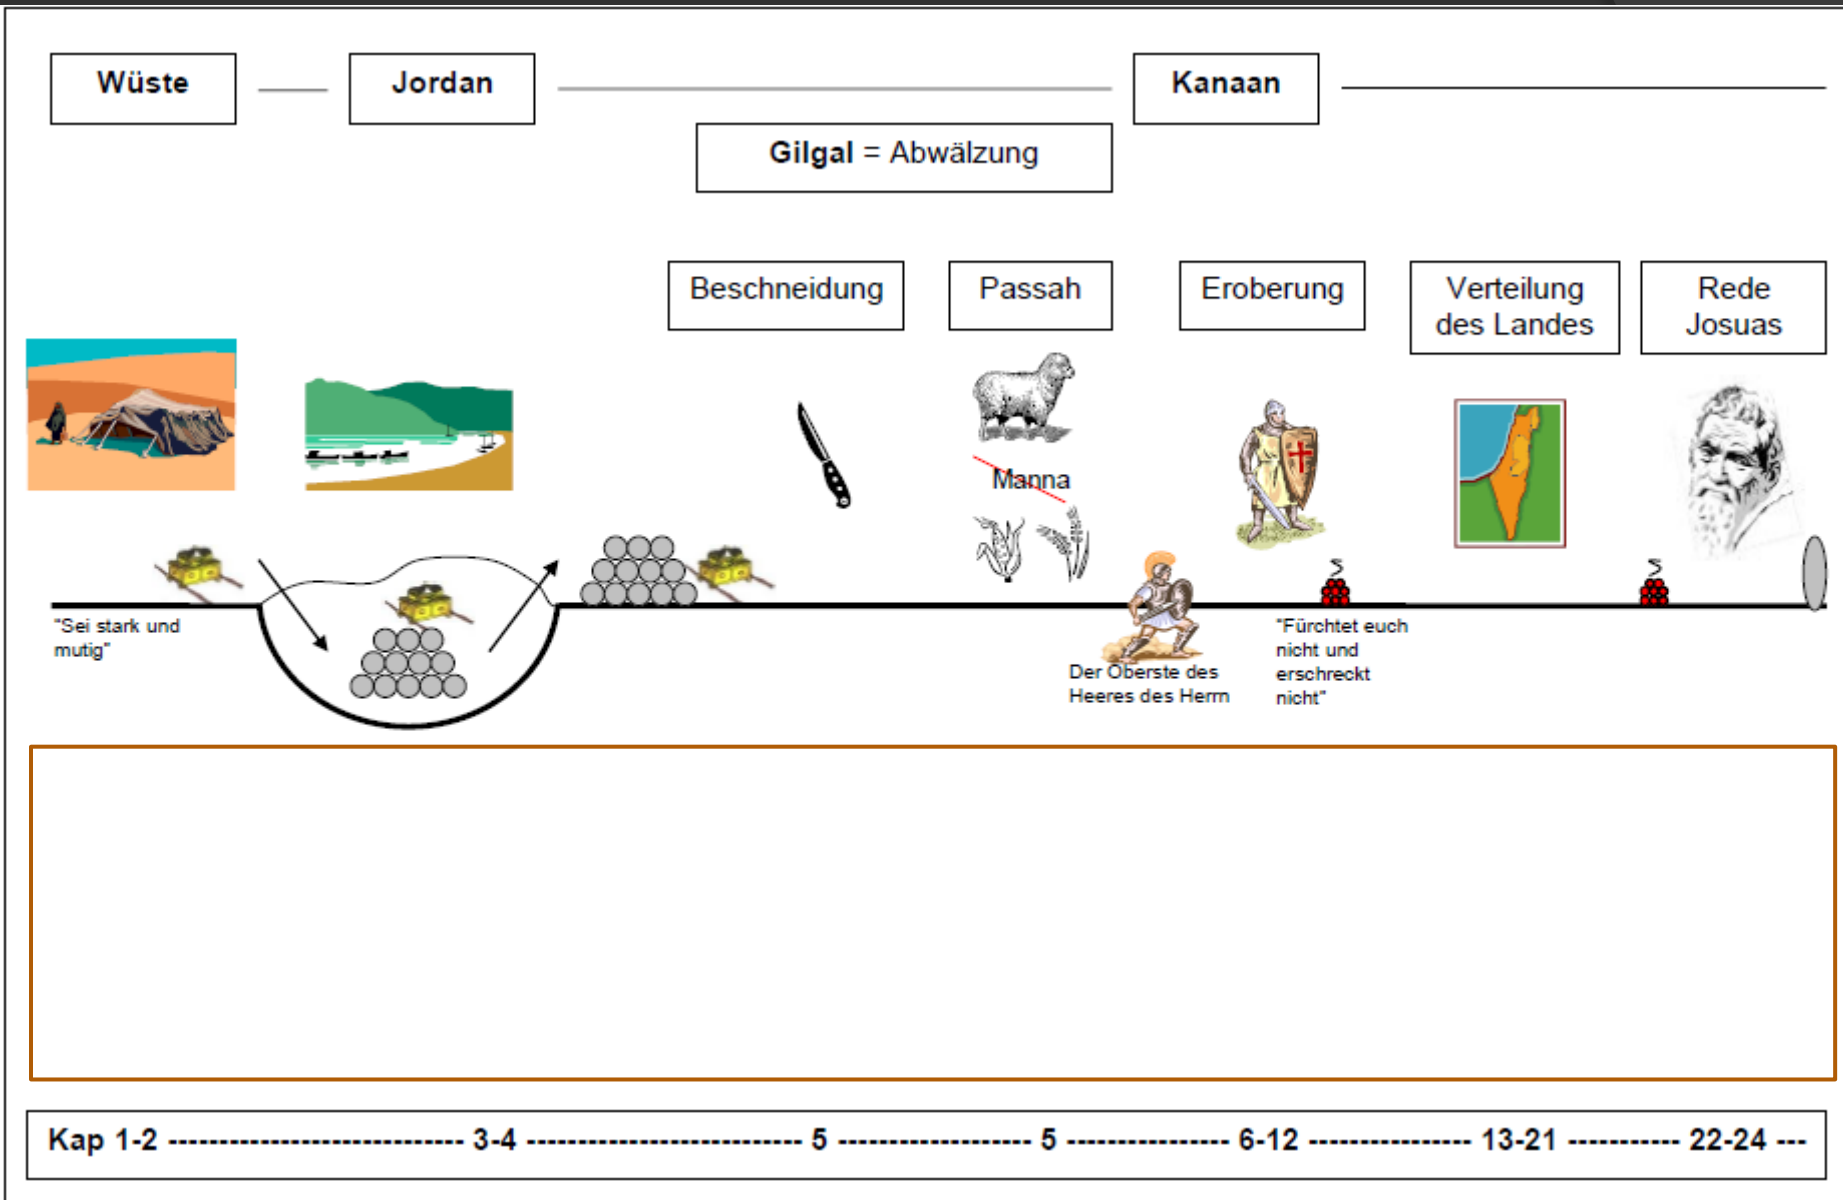 Wüste
Jordan
Kanaan
Gilgal = Abwälzung
Beschneidung
Passah
Eroberung
Verteilung
des Landes
Rede
Josuas
Manna
"Sei stark und
mutig"
Der Oberste des
Heeres des Herrn
"Fürchtet euch
nicht und
erschreckt
nicht"
Kap 1-2 ----------------------------- 3-4 --------------------------- 5 ------------------- 5 ---------------- 6-12 ---------------- 13-21 ----------- 22-24 ---